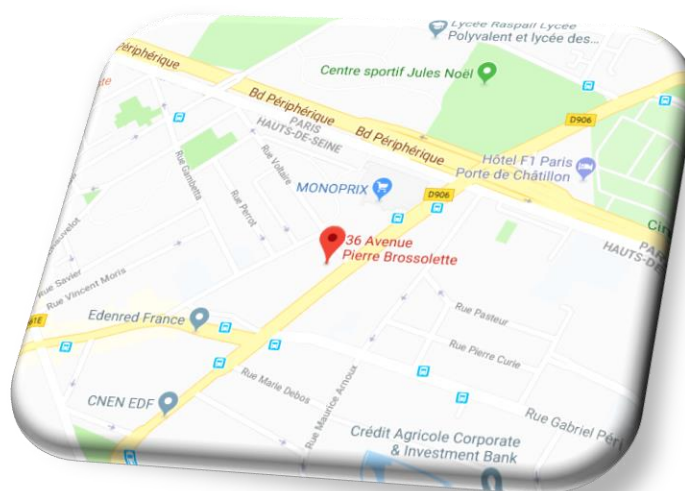 Lycée Raspail Lycée
Polyvalent et lycée des...
Périphérique
Centre sportif Jules Noël
Bd Périphérique
D906
PARIS
HAUTS-DE-SEINE
Bd Périphérique
Hôtel F1 Paris
Porte de Châtillon
Rue Gambetta
Rue Voltaire
Rue Perrot
MONOPRIX
D906
HAUTS-DE-
36 Avenue
Pierre Brossolette
Rue Savier
Rue Vincent Moris
Rue Pasteur
Edenred France
Rue Pierre Curie
Rue Marie Debos
Rue Maurice Arnoux
CNEN EDF
Rue Gabriel Péri
Crédit Agricole Corporate
& Investment Bank